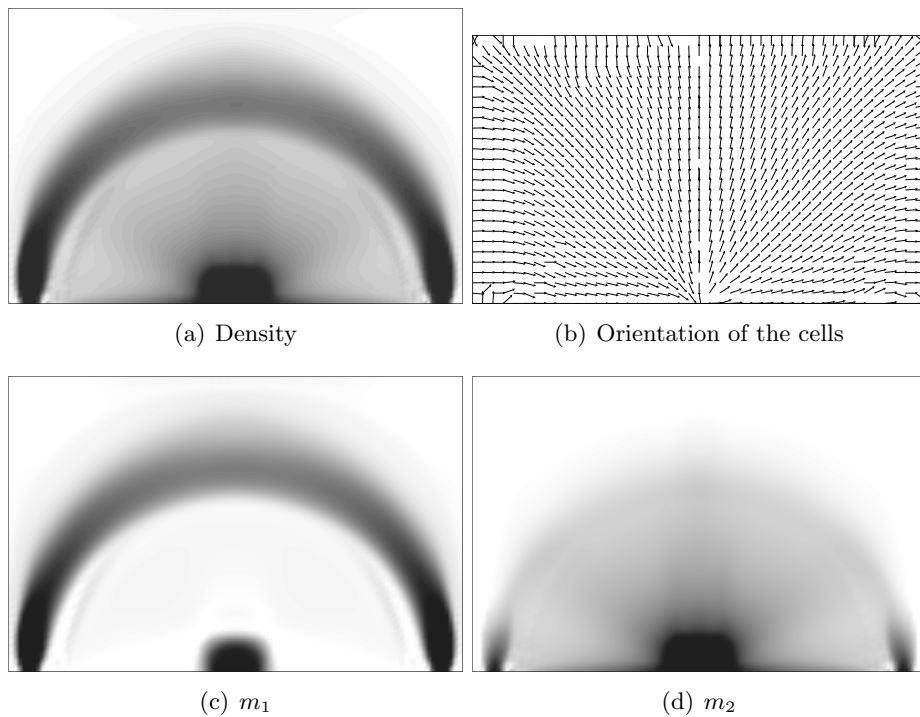 (a) Density
(b) Orientation of the cells
(c) m₁
(d) m₂